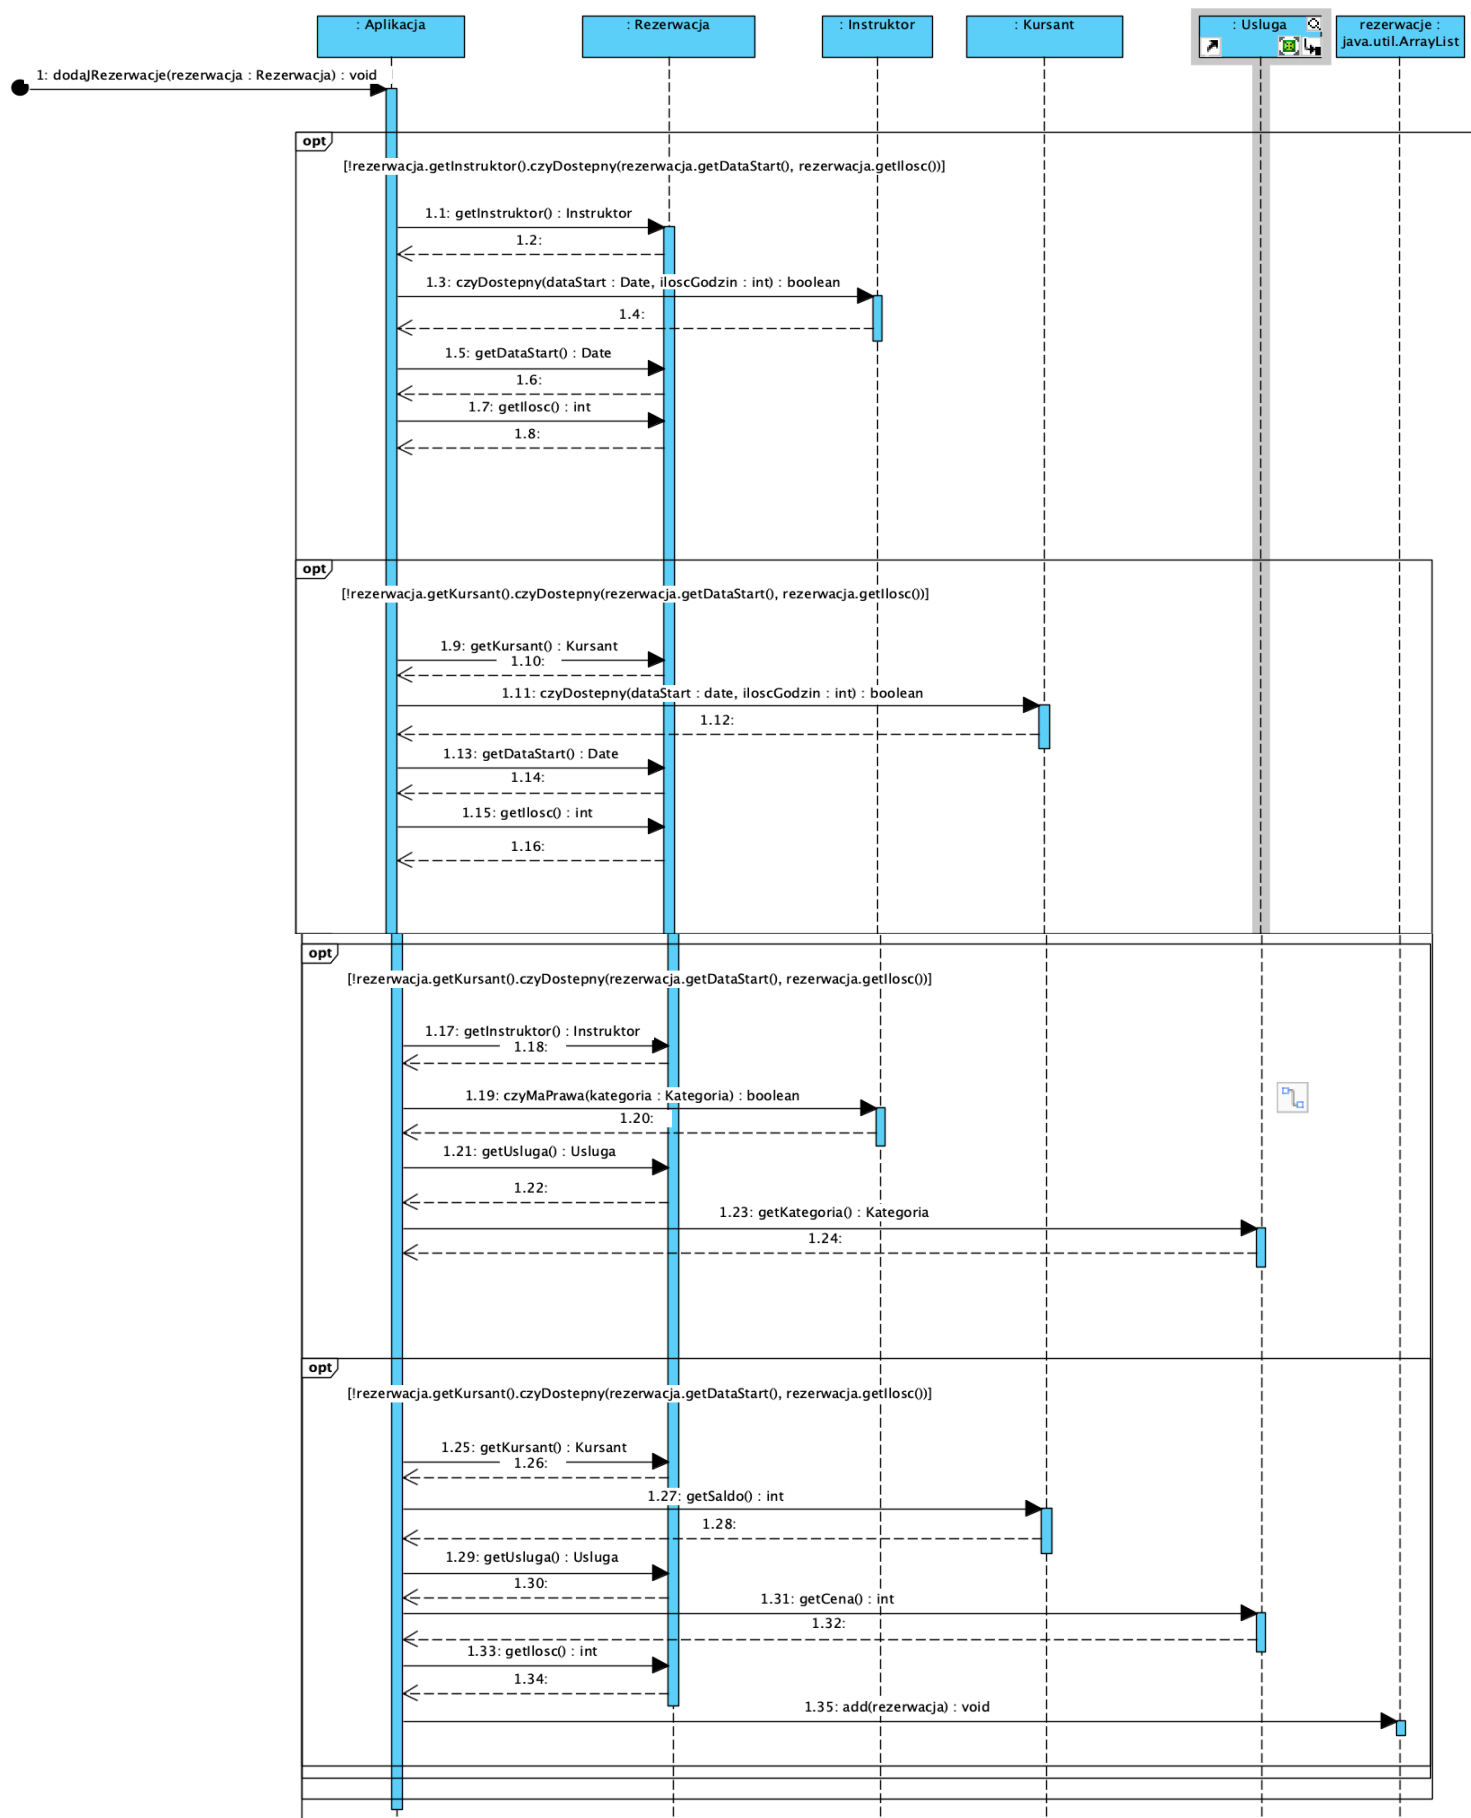 : Aplikacja
: Rezerwacja
: Instruktor
: Kursant
: Usluga
rezerwacje :
java.util.ArrayList
1: dodaJRezerwacje(rezerwacja : Rezerwacja) : void
opt
[!rezerwacja.getInstruktor().czyDostepny(rezerwacja.getDataStart(), rezerwacja.getIlosc())]
1.1: getInstruktor() : Instruktor
1.2:
1.3: czyDostepny(dataStart : Date, iloscGodzin : int) : boolean
1.4:
1.5: getDataStart() : Date
1.6:
1.7: getIlosc() : int
1.8:
opt
[!rezerwacja.getKursant().czyDostepny(rezerwacja.getDataStart(), rezerwacja.getIlosc())]
1.9: getKursant() : Kursant
1.10:
1.11: czyDostepny(dataStart : date, iloscGodzin : int) : boolean
1.12:
1.13: getDataStart() : Date
1.14:
1.15: getIlosc() : int
1.16:
opt
[!rezerwacja.getKursant().czyDostepny(rezerwacja.getDataStart(), rezerwacja.getIlosc())]
1.17: getInstruktor() : Instruktor
1.18:
1.19: czyMaPrawa(kategoria : Kategoria) : boolean
1.20:
1.21: getUsluga() : Usluga
1.22:
1.23: getKategoria() : Kategoria
1.24:
opt
[!rezerwacja.getKursant().czyDostepny(rezerwacja.getDataStart(), rezerwacja.getIlosc())]
1.25: getKursant() : Kursant
1.26:
1.27: getSaldo() : int
1.28:
1.29: getUsluga() : Usluga
1.30:
1.31: getCena() : int
1.32:
1.33: getIlosc() : int
1.34:
1.35: add(rezerwacja) : void